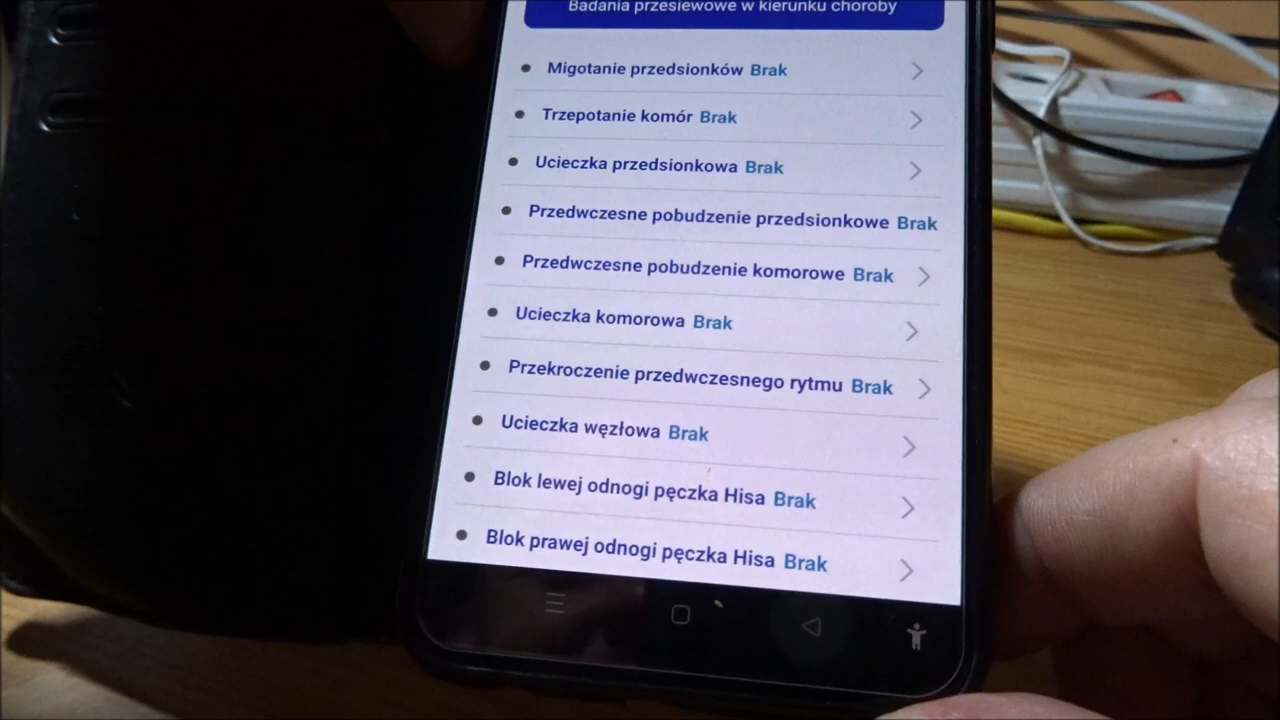 Badania przesiewowe w kierunku choroby
Migotanie przedsionków Brak
Trzepotanie komór Brak
Ucieczka przedsionkowa Brak
Przedwczesne pobudzenie przedsionkowe Brak
Przedwczesne pobudzenie komorowe Brak
Ucieczka komorowa Brak
Przekroczenie przedwczesnego rytmu Brak
Ucieczka węzłowa Brak
Blok lewej odnogi pęczka Hisa Brak
Blok prawej odnogi pęczka Hisa Brak